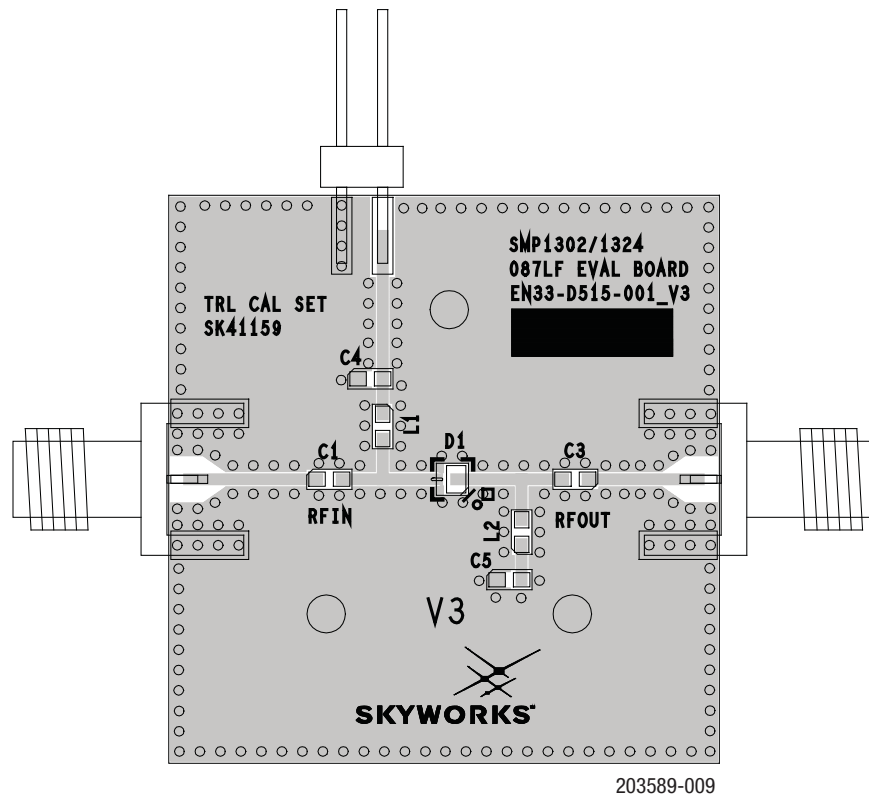 SMP1302/1324
087LF EVAL BOARD
EN33-D515-001_V3
TRL CAL SET
SK41159
C4
L1
D1
C1
C3
RFIN
L2
RFOUT
C5
V3
SKYWORKS
203589-009